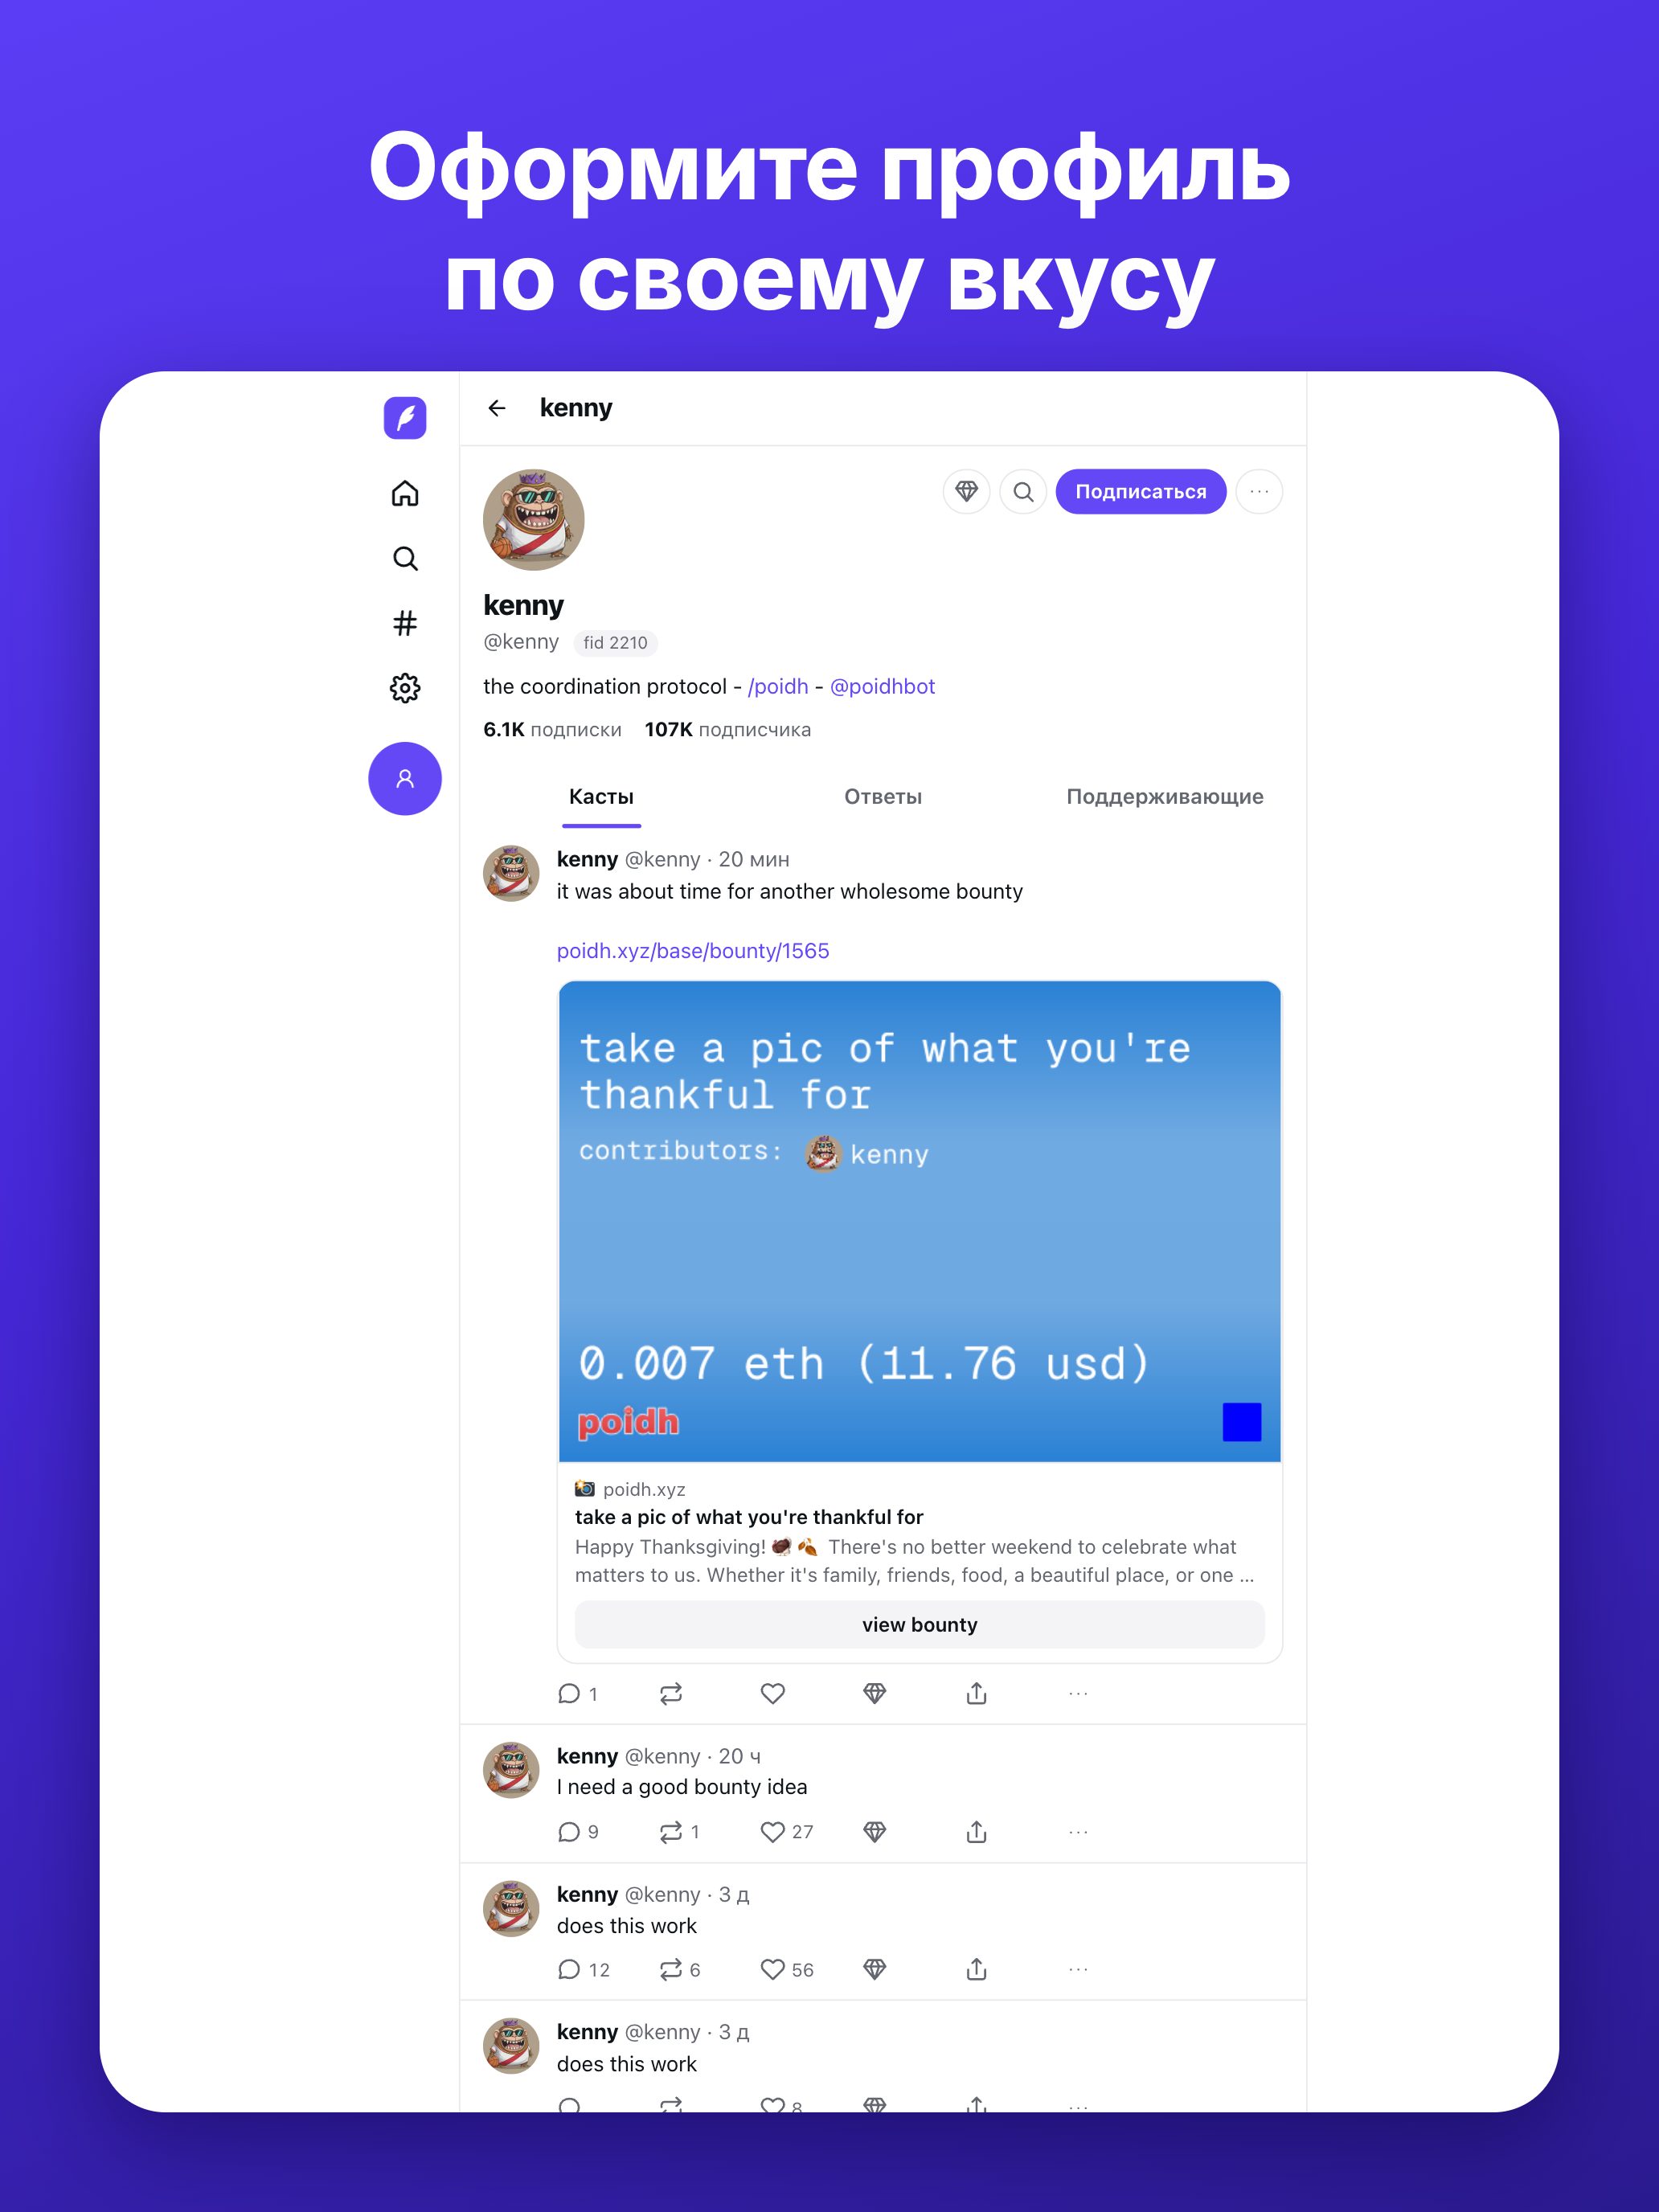 Оформите профиль
по своему вкусу
kenny
Подписаться
kenny
@kenny fid 2210
the coordination protocol - /poidh - @poidhbot
6.1K подписки 107K подписчика
Касты Ответы Поддерживающие
kenny @kenny · 20 мин
it was about time for another wholesome bounty
poidh.xyz/base/bounty/1565
take a pic of what you're
thankful for
contributors: kenny
0.007 eth (11.76 usd)
poidh
poidh.xyz
take a pic of what you're thankful for
Happy Thanksgiving! 🦃 🍂 There's no better weekend to celebrate what
matters to us. Whether it's family, friends, food, a beautiful place, or one ...
view bounty
1
kenny @kenny · 20 ч
I need a good bounty idea
9 1 27
kenny @kenny · 3 д
does this work
12 6 56
kenny @kenny · 3 д
does this work
8